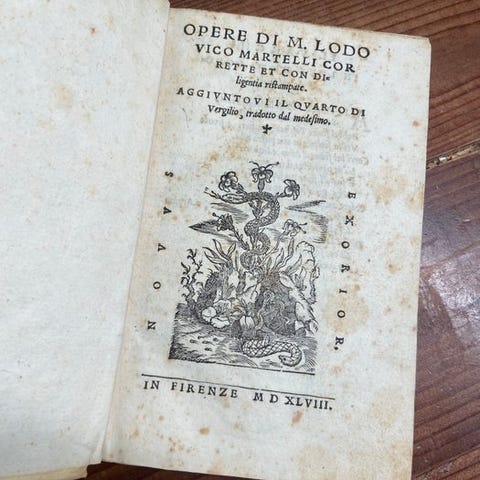 OPERE DI M. LODO
VICO MARTELLI COR
RETTE ET CON DI-
ligentia ristampate.
AGGIVNTOVI IL QVARTO DI
Vergilio, tradotto dal medesimo.
NOVVS
EXORIOR.
IN FIRENZE M D XLVIII.